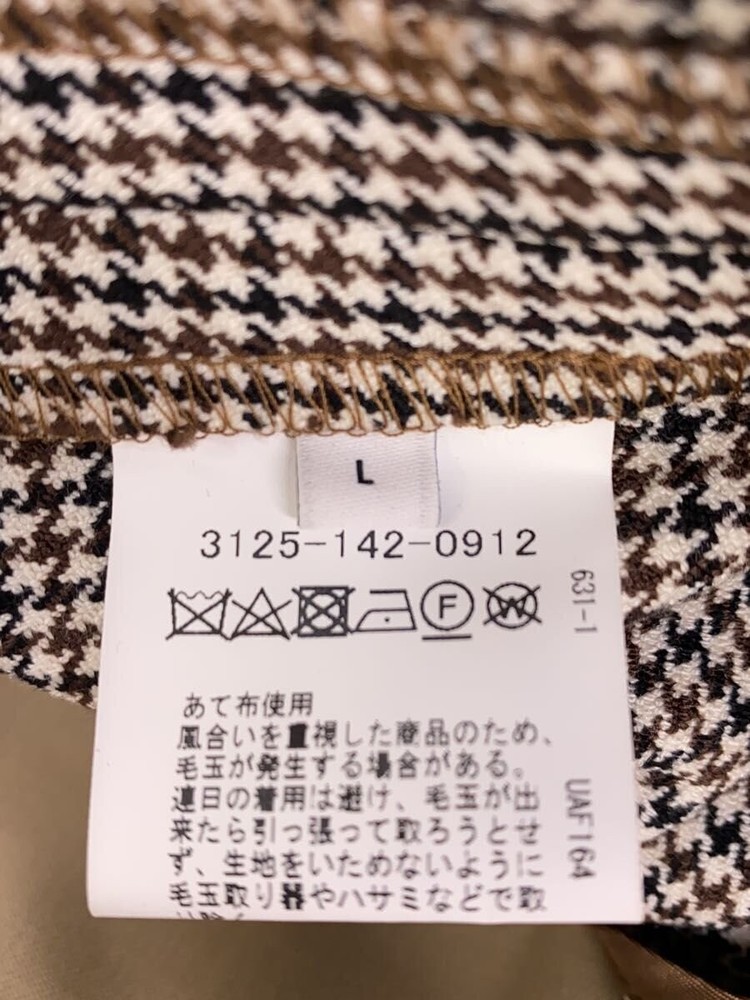 L
3125-142-0912
F
W
631-1
あて布使用
風合いを重視した商品のため、
毛玉が発生する場合がある。
連日の着用は避け、毛玉が出
来たら引っ張って取ろうとせ
ず、生地をいためないように
毛玉取り器やハサミなどで取
UAF164